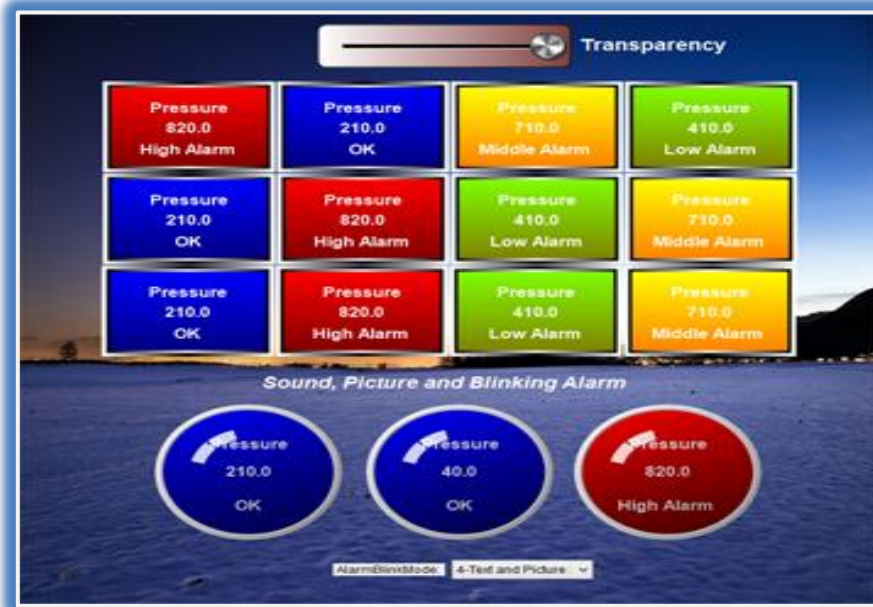 Transparency
Pressure
820.0
High Alarm
Pressure
210.0
OK
Pressure
710.0
Middle Alarm
Pressure
410.0
Low Alarm
Pressure
210.0
OK
Pressure
820.0
High Alarm
Pressure
410.0
Low Alarm
Pressure
710.0
Middle Alarm
Pressure
210.0
OK
Pressure
820.0
High Alarm
Pressure
410.0
Low Alarm
Pressure
710.0
Middle Alarm
Sound, Picture and Blinking Alarm
Pressure
210.0
OK
Pressure
40.0
OK
Pressure
820.0
High Alarm
AlarmBlinkMode: 4-Text and Picture